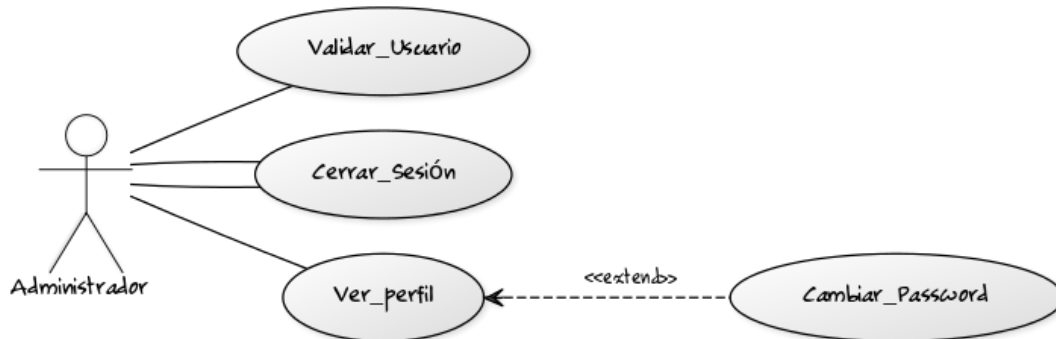 Validar_Usuario
Cerrar_Sesión
Administrador
Ver_perfil
<<extend>>
Cambiar_Password